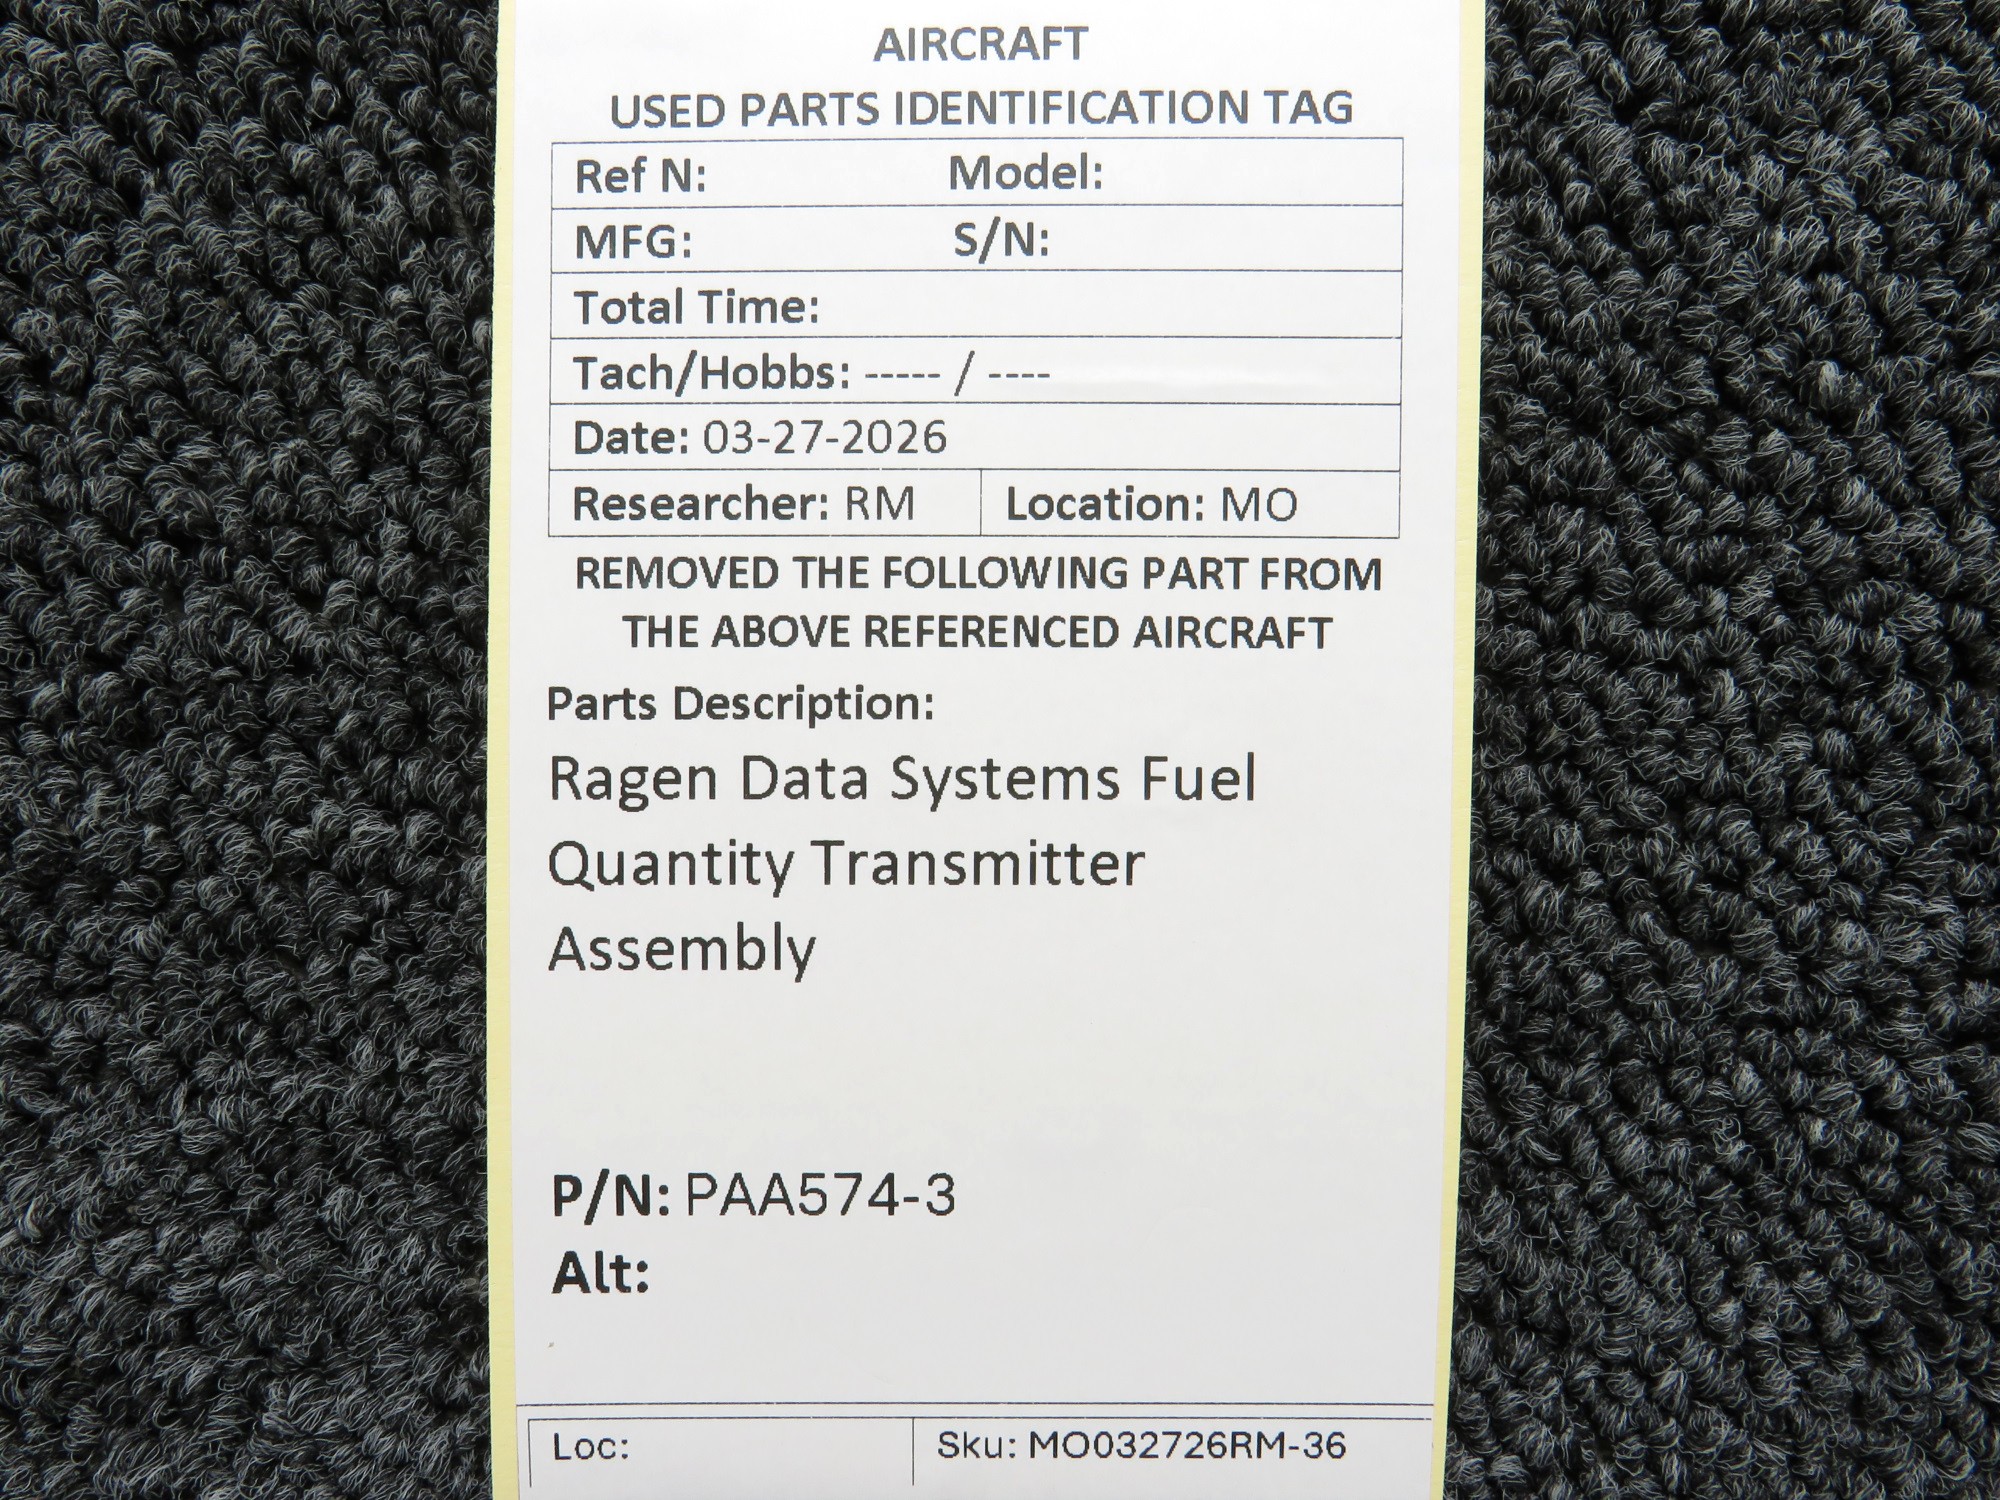 AIRCRAFT
USED PARTS IDENTIFICATION TAG
Ref N: Model:
MFG: S/N:
Total Time:
Tach/Hobbs: ----- / ----
Date: 03-27-2026
Researcher: RM Location: MO
REMOVED THE FOLLOWING PART FROM
THE ABOVE REFERENCED AIRCRAFT
Parts Description:
Ragen Data Systems Fuel
Quantity Transmitter
Assembly
P/N: PAA574-3
Alt:
Loc: Sku: MO032726RM-36